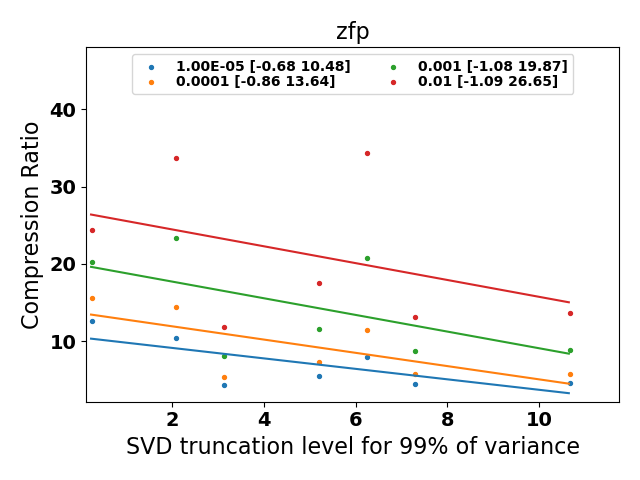 zfp
1.00E-05 [-0.68 10.48]
0.0001 [-0.86 13.64]
0.001 [-1.08 19.87]
0.01 [-1.09 26.65]
Compression Ratio
40
30
20
10
2 4 6 8 10
SVD truncation level for 99% of variance